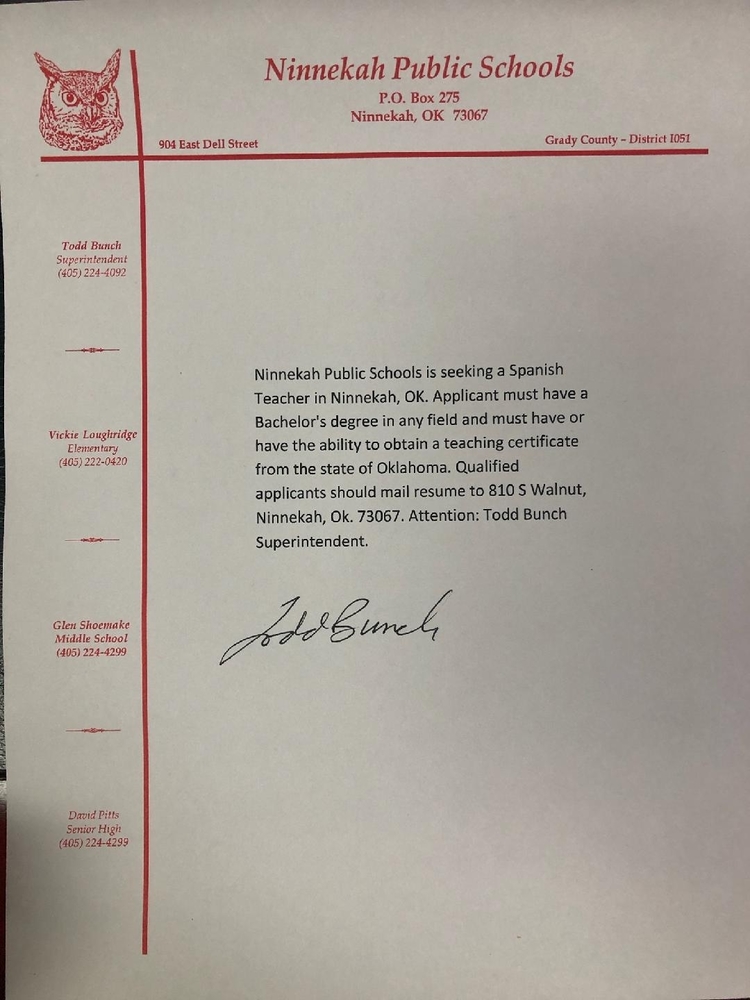 Ninnekah Public Schools
P.O. Box 275
Ninnekah, OK 73067
904 East Dell Street
Grady County – District I051
Todd Bunch
Superintendent
(405) 224-4092
Vickie Loughridge
Elementary
(405) 222-0420
Glen Shoemake
Middle School
(405) 224-4299
David Pitts
Senior High
(405) 224-4299
Ninnekah Public Schools is seeking a Spanish
Teacher in Ninnekah, OK. Applicant must have a
Bachelor's degree in any field and must have or
have the ability to obtain a teaching certificate
from the state of Oklahoma. Qualified
applicants should mail resume to 810 S Walnut,
Ninnekah, Ok. 73067. Attention: Todd Bunch
Superintendent.
Todd Bunch